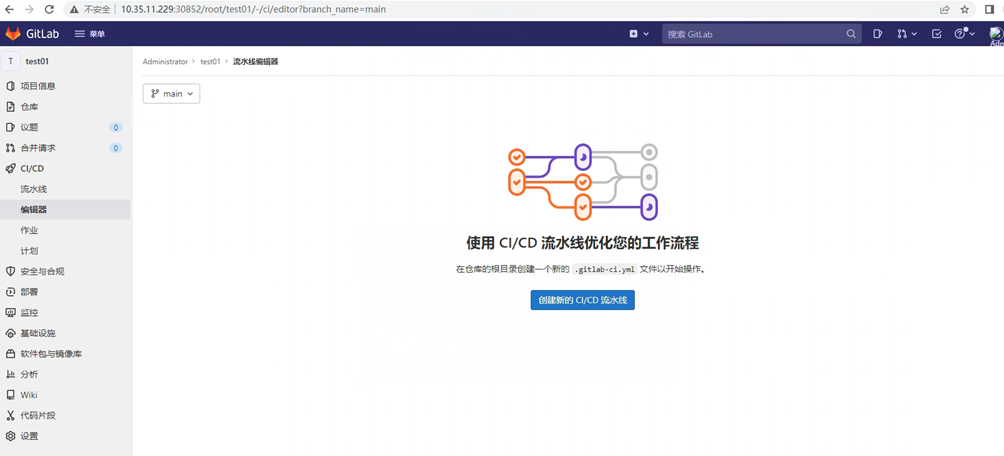 不安全 10.35.11.229:30852/root/test01/-/ci/editor?branch_name=main
GitLab 菜单 搜索 GitLab
T test01
Administrator > test01 > 流水线编辑器
main
项目信息
仓库
议题 0
合并请求 0
CI/CD
流水线
编辑器
作业
计划
安全与合规
部署
监控
基础设施
软件包与镜像库
分析
Wiki
代码片段
设置
使用 CI/CD 流水线优化您的工作流程
在仓库的根目录创建一个新的 .gitlab-ci.yml 文件以开始操作。
创建新的 CI/CD 流水线